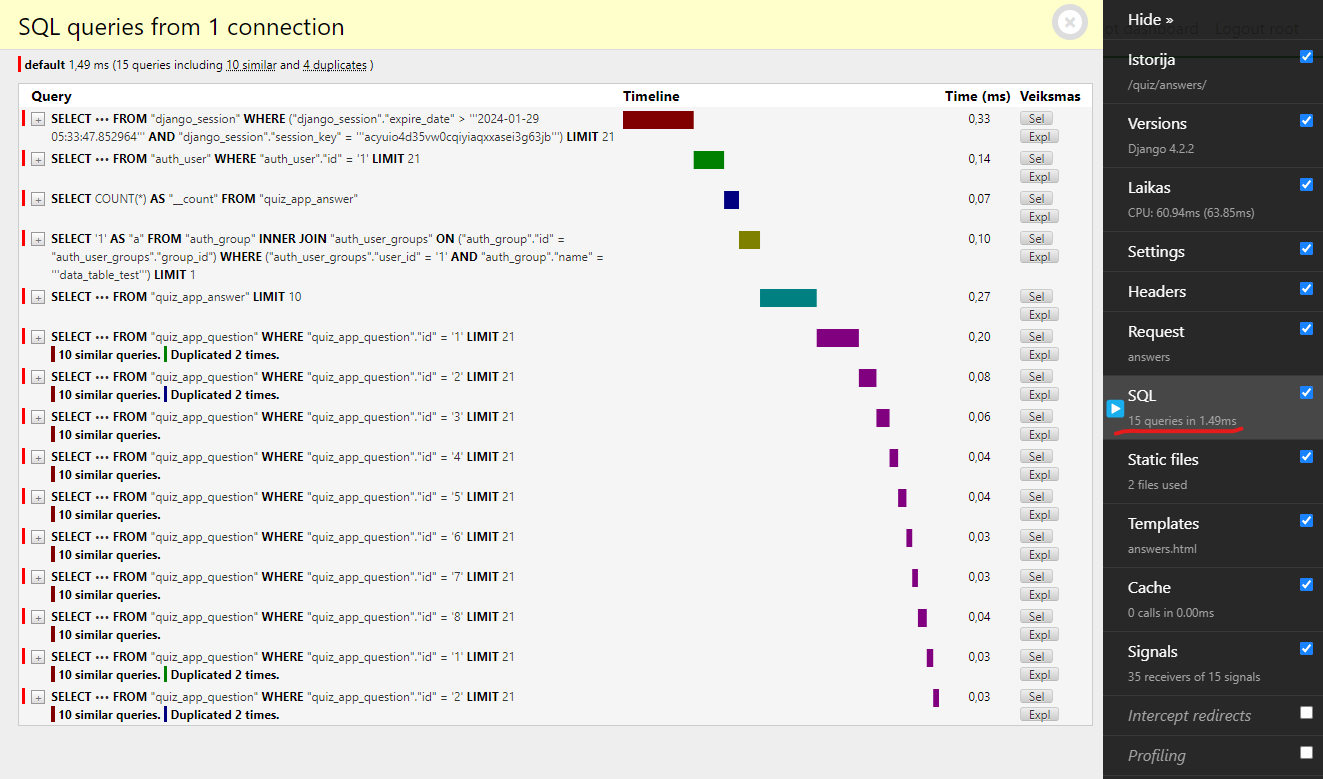 SQL queries from 1 connection
default 1,49 ms (15 queries including 10 similar and 4 duplicates )
Query Timeline Time (ms) Veiksmas
+ SELECT ••• FROM "django_session" WHERE ("django_session"."expire_date" > '''2024-01-29 0,33 Sel
05:33:47.852964''' AND "django_session"."session_key" = '''acyuio4d35vw0cqiyiaqxxasei3g63jb''') LIMIT 21 Expl
+ SELECT ••• FROM "auth_user" WHERE "auth_user"."id" = '1' LIMIT 21 0,14 Sel
Expl
+ SELECT COUNT(*) AS "__count" FROM "quiz_app_answer" 0,07 Sel
Expl
+ SELECT '1' AS "a" FROM "auth_group" INNER JOIN "auth_user_groups" ON ("auth_group"."id" = 0,10 Sel
"auth_user_groups"."group_id") WHERE ("auth_user_groups"."user_id" = '1' AND "auth_group"."name" = Expl
'''data_table_test''') LIMIT 1
+ SELECT ••• FROM "quiz_app_answer" LIMIT 10 0,27 Sel
Expl
+ SELECT ••• FROM "quiz_app_question" WHERE "quiz_app_question"."id" = '1' LIMIT 21 0,20 Sel
10 similar queries. Duplicated 2 times. Expl
+ SELECT ••• FROM "quiz_app_question" WHERE "quiz_app_question"."id" = '2' LIMIT 21 0,08 Sel
10 similar queries. Duplicated 2 times. Expl
+ SELECT ••• FROM "quiz_app_question" WHERE "quiz_app_question"."id" = '3' LIMIT 21 0,06 Sel
10 similar queries. Expl
+ SELECT ••• FROM "quiz_app_question" WHERE "quiz_app_question"."id" = '4' LIMIT 21 0,04 Sel
10 similar queries. Expl
+ SELECT ••• FROM "quiz_app_question" WHERE "quiz_app_question"."id" = '5' LIMIT 21 0,04 Sel
10 similar queries. Expl
+ SELECT ••• FROM "quiz_app_question" WHERE "quiz_app_question"."id" = '6' LIMIT 21 0,03 Sel
10 similar queries. Expl
+ SELECT ••• FROM "quiz_app_question" WHERE "quiz_app_question"."id" = '7' LIMIT 21 0,03 Sel
10 similar queries. Expl
+ SELECT ••• FROM "quiz_app_question" WHERE "quiz_app_question"."id" = '8' LIMIT 21 0,04 Sel
10 similar queries. Expl
+ SELECT ••• FROM "quiz_app_question" WHERE "quiz_app_question"."id" = '1' LIMIT 21 0,03 Sel
10 similar queries. Duplicated 2 times. Expl
+ SELECT ••• FROM "quiz_app_question" WHERE "quiz_app_question"."id" = '2' LIMIT 21 0,03 Sel
10 similar queries. Duplicated 2 times. Expl
Hide »
dashboard Logout root
Istorija
/quiz/answers/
Versions
Django 4.2.2
Laikas
CPU: 60.94ms (63.85ms)
Settings
Headers
Request
answers
SQL
15 queries in 1.49ms
Static files
2 files used
Templates
answers.html
Cache
0 calls in 0.00ms
Signals
35 receivers of 15 signals
Intercept redirects
Profiling